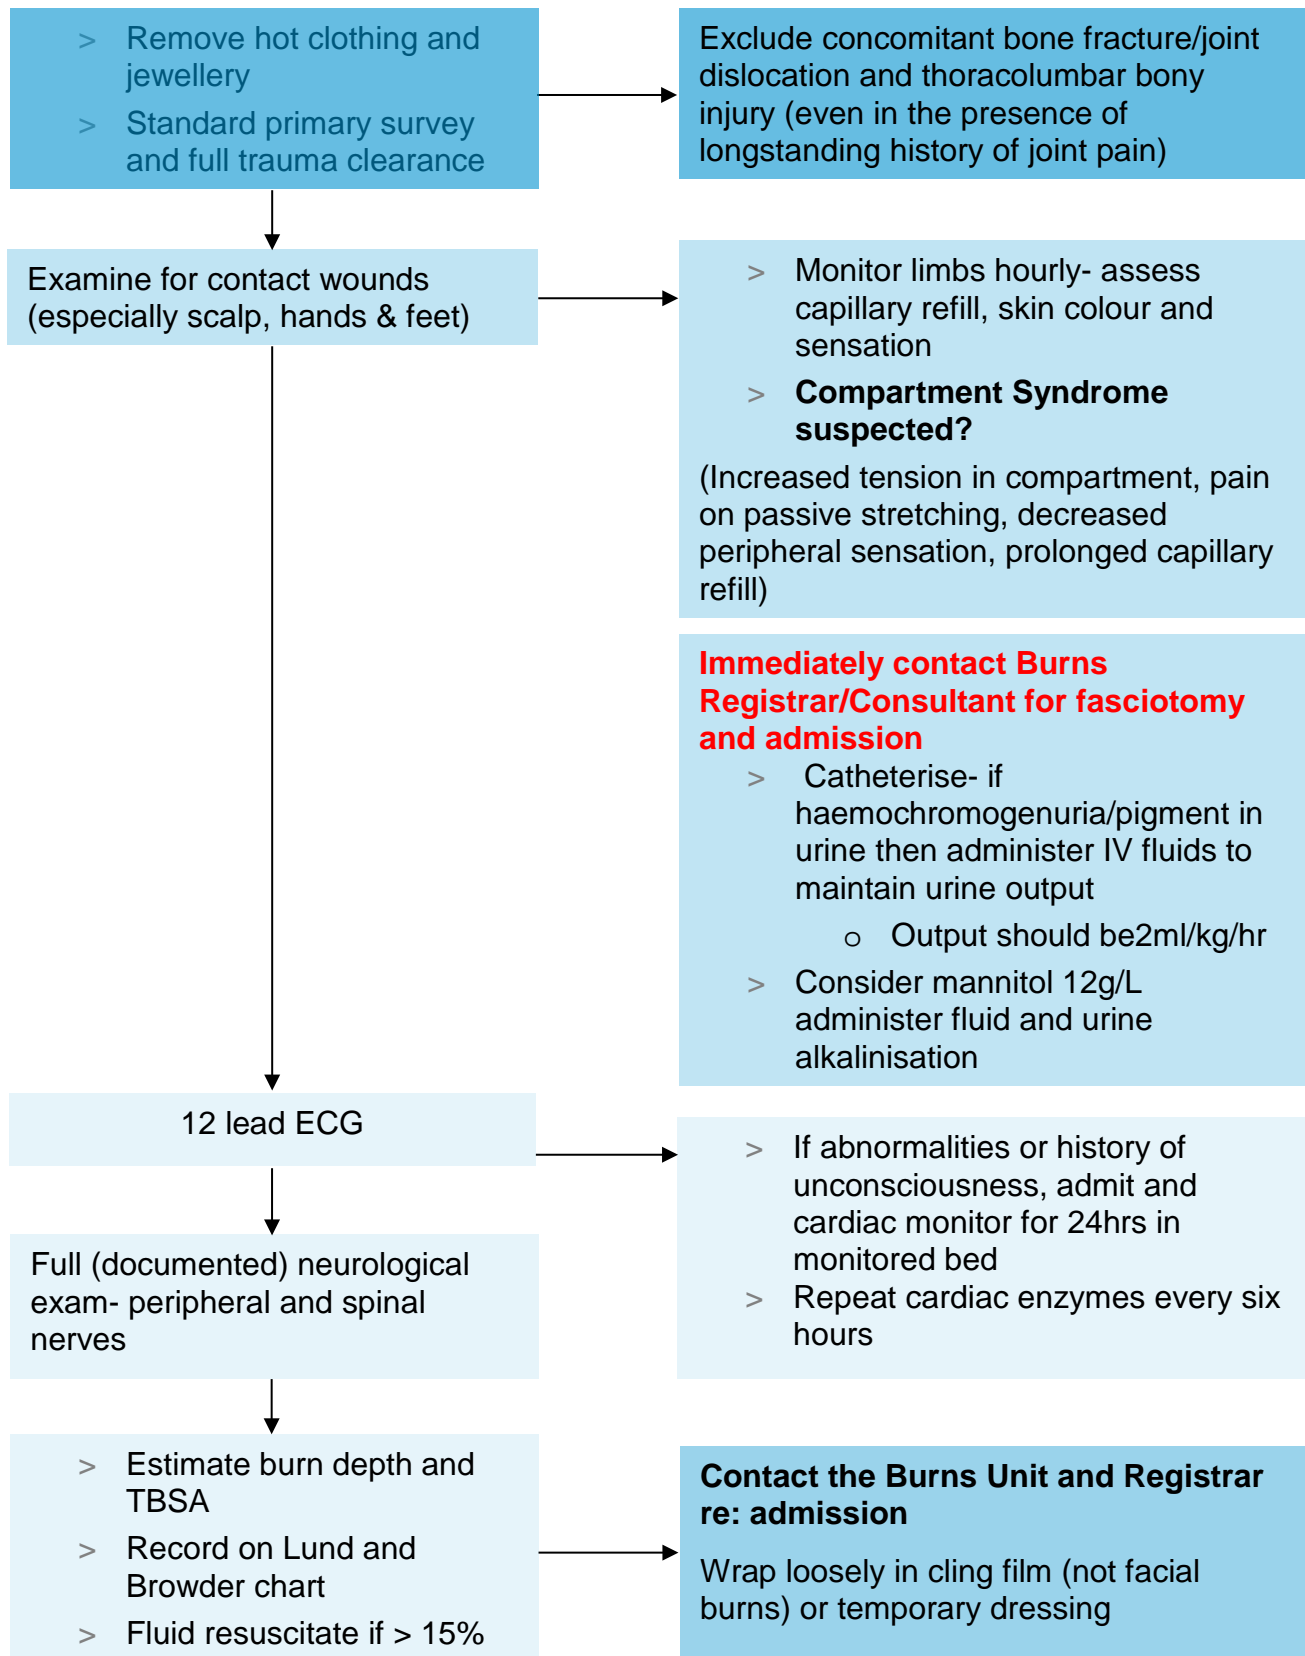 > Remove hot clothing and
jewellery
> Standard primary survey
and full trauma clearance
Exclude concomitant bone fracture/joint
dislocation and thoracolumbar bony
injury (even in the presence of
longstanding history of joint pain)
Examine for contact wounds
(especially scalp, hands & feet)
> Monitor limbs hourly- assess
capillary refill, skin colour and
sensation
> Compartment Syndrome
suspected?
(Increased tension in compartment, pain
on passive stretching, decreased
peripheral sensation, prolonged capillary
refill)
Immediately contact Burns
Registrar/Consultant for fasciotomy
and admission
> Catheterise- if
haemochromogenuria/pigment in
urine then administer IV fluids to
maintain urine output
o Output should be2ml/kg/hr
> Consider mannitol 12g/L
administer fluid and urine
alkalinisation
12 lead ECG
> If abnormalities or history of
unconsciousness, admit and
cardiac monitor for 24hrs in
monitored bed
> Repeat cardiac enzymes every six
hours
Full (documented) neurological
exam- peripheral and spinal
nerves
> Estimate burn depth and
TBSA
> Record on Lund and
Browder chart
> Fluid resuscitate if > 15%
Contact the Burns Unit and Registrar
re: admission
Wrap loosely in cling film (not facial
burns) or temporary dressing